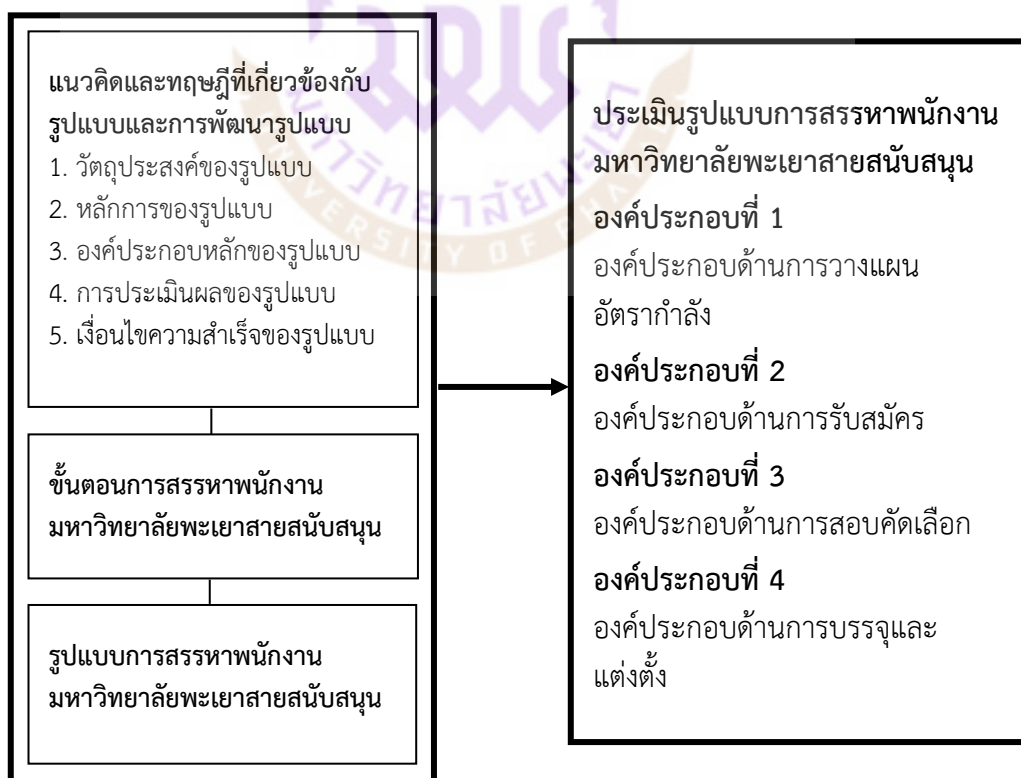 แนวคิดและทฤษฎีที่เกี่ยวข้องกับ
รูปแบบและการพัฒนารูปแบบ
1. วัตถุประสงค์ของรูปแบบ
2. หลักการของรูปแบบ
3. องค์ประกอบหลักของรูปแบบ
4. การประเมินผลของรูปแบบ
5. เงื่อนไขความสำเร็จของรูปแบบ
ขั้นตอนการสรรหาพนักงาน
มหาวิทยาลัยพะเยาสายสนับสนุน
รูปแบบการสรรหาพนักงาน
มหาวิทยาลัยพะเยาสายสนับสนุน
ประเมินรูปแบบการสรรหาพนักงาน
มหาวิทยาลัยพะเยาสายสนับสนุน
องค์ประกอบที่ 1
องค์ประกอบด้านการวางแผน
อัตรากำลัง
องค์ประกอบที่ 2
องค์ประกอบด้านการรับสมัคร
องค์ประกอบที่ 3
องค์ประกอบด้านการสอบคัดเลือก
องค์ประกอบที่ 4
องค์ประกอบด้านการบรรจุและ
แต่งตั้ง
มหาวิทยาลัยพะเยา